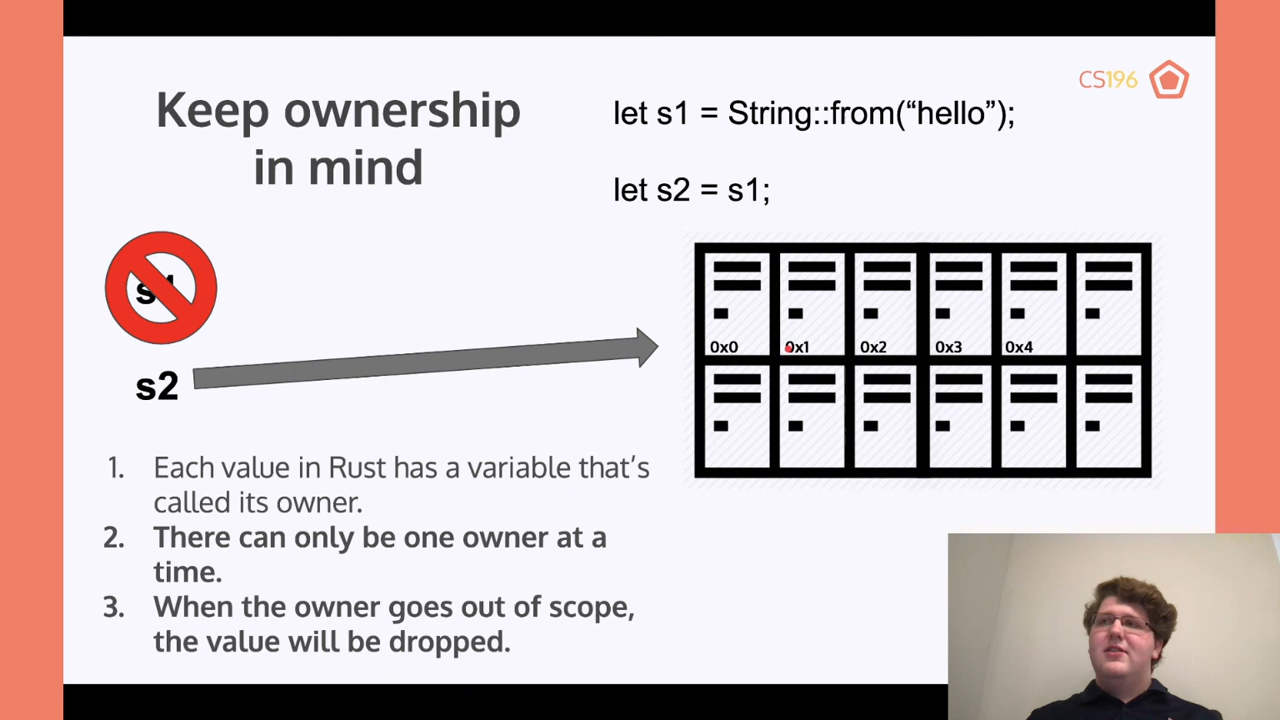 CS196
Keep ownership
in mind
let s1 = String::from(“hello”);
let s2 = s1;
s1
s2
0x0 0x1 0x2 0x3 0x4
1. Each value in Rust has a variable that’s
called its owner.
2. There can only be one owner at a
time.
3. When the owner goes out of scope,
the value will be dropped.